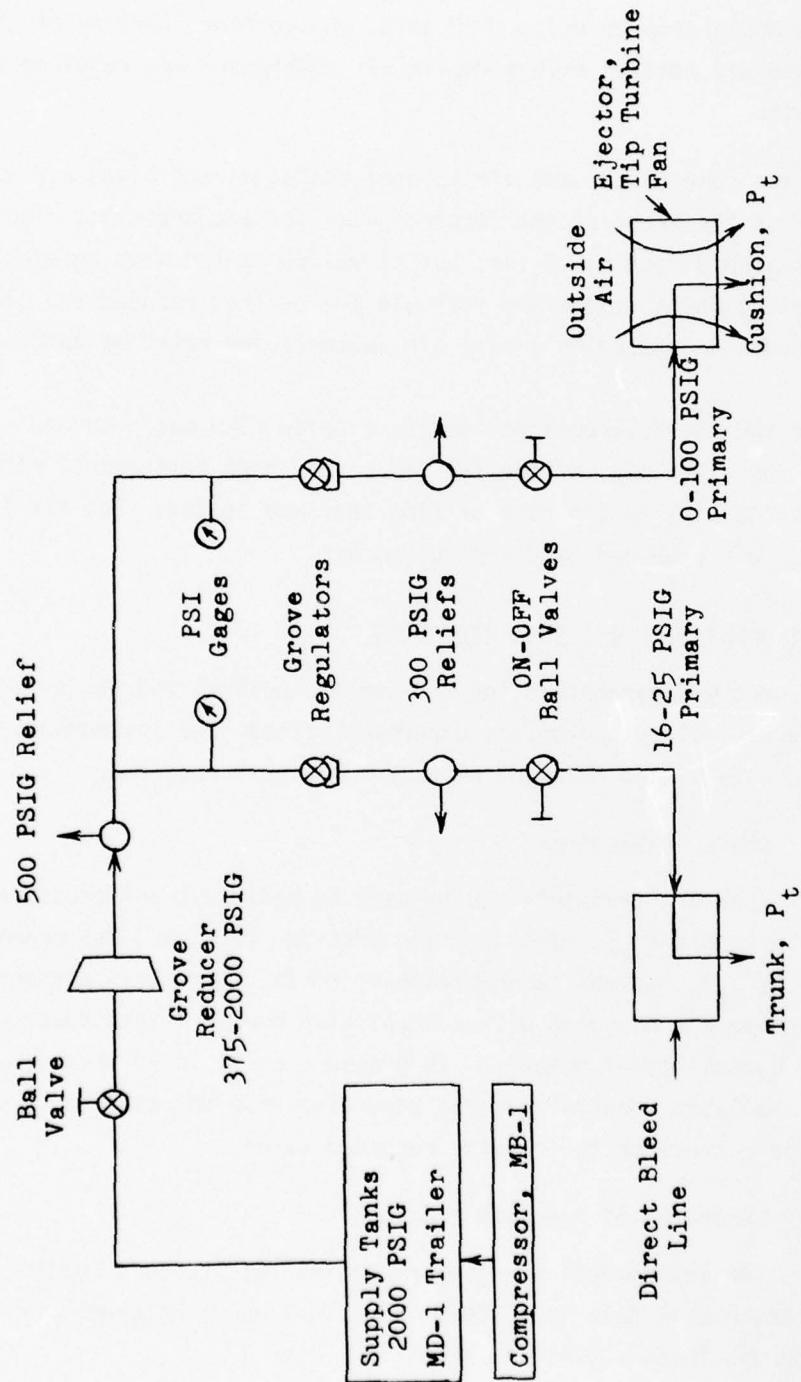 500 PSIG Relief
Ball
Valve
Grove
Reducer
375-2000 PSIG
Supply Tanks
2000 PSIG
MD-1 Trailer
Compressor, MB-1
PSI
Gages
Grove
Regulators
300 PSIG
Reliefs
ON-OFF
Ball Valves
16-25 PSIG
Primary
Direct Bleed
Line
Trunk, Pt
0-100 PSIG
Primary
Outside
Air
Ejector,
Tip Turbine
Fan
Cushion, Pt